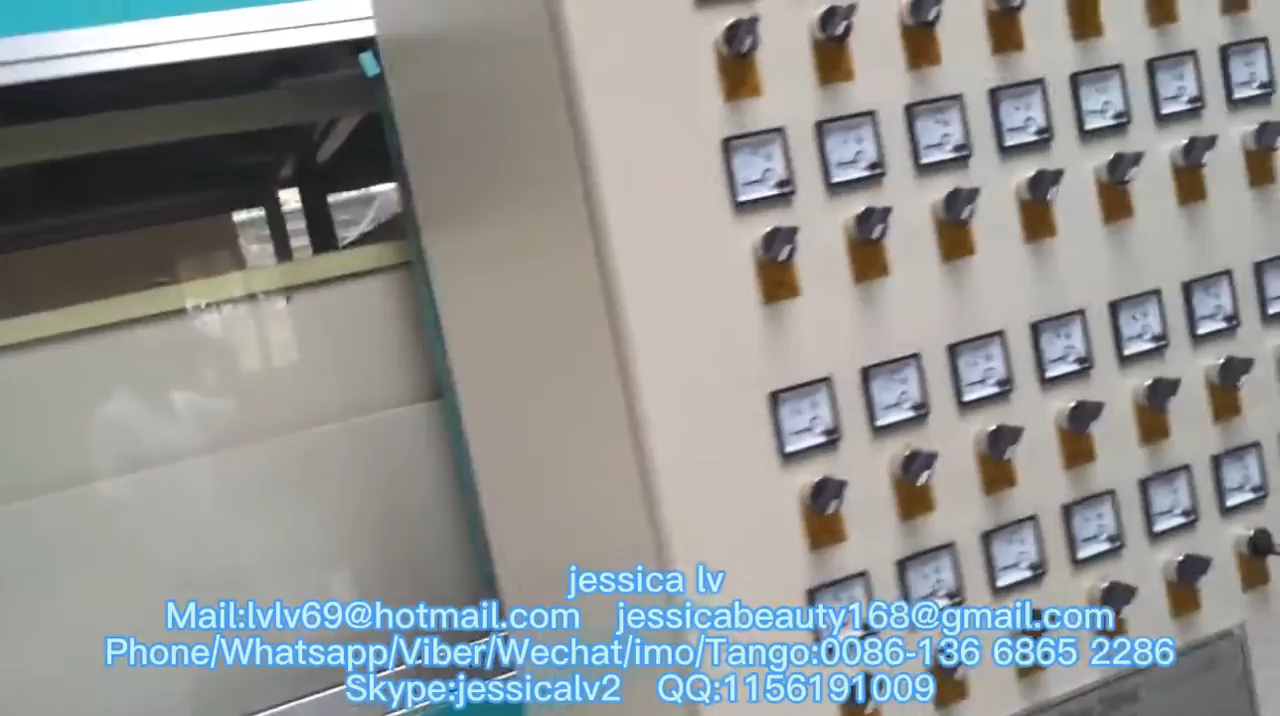 jessica lv
Mail:lvlv69@hotmail.com jessicabeauty168@gmail.com
Phone/Whatsapp/Viber/Wechat/imo/Tango:0086-136 6865 2286
Skype:jessicalv2 QQ:1156191009